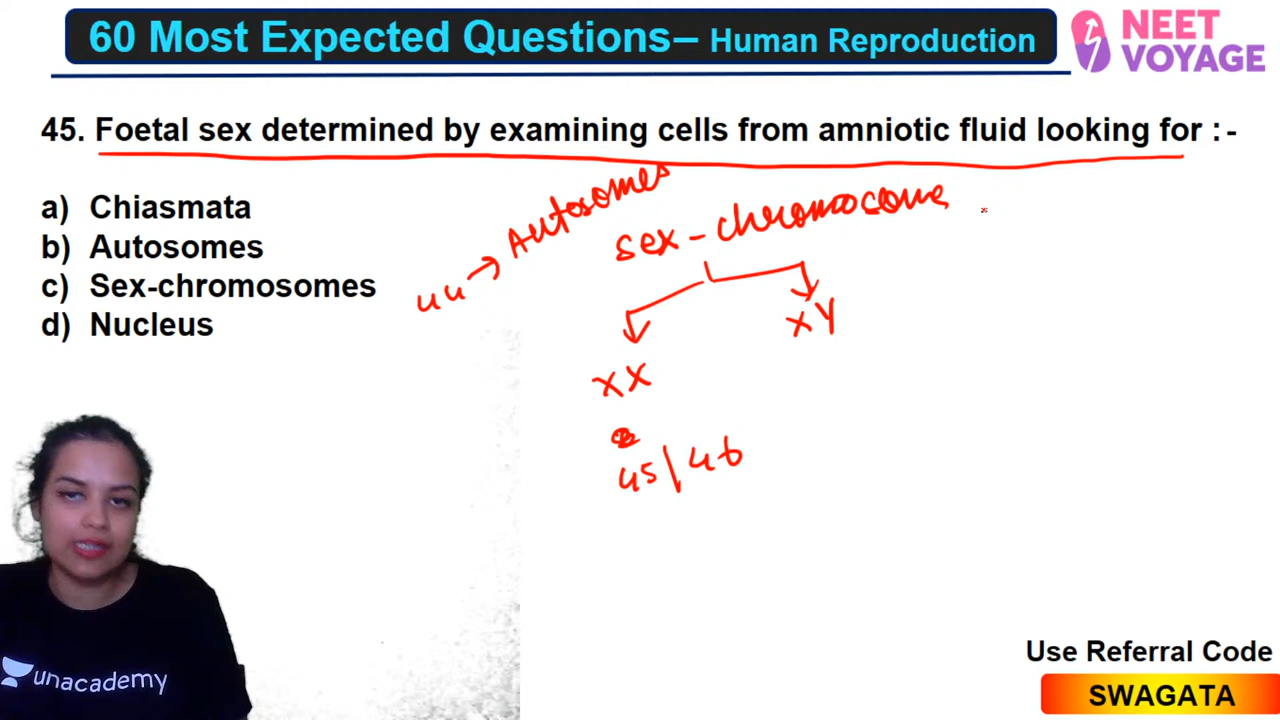 60 Most Expected Questions– Human Reproduction
NEET
VOYAGE
45. Foetal sex determined by examining cells from amniotic fluid looking for :-
a) Chiasmata
b) Autosomes
c) Sex-chromosomes
d) Nucleus
44 → Autosomes
sex - chromosome
XX
XY
45/46
unacademy
Use Referral Code
SWAGATA